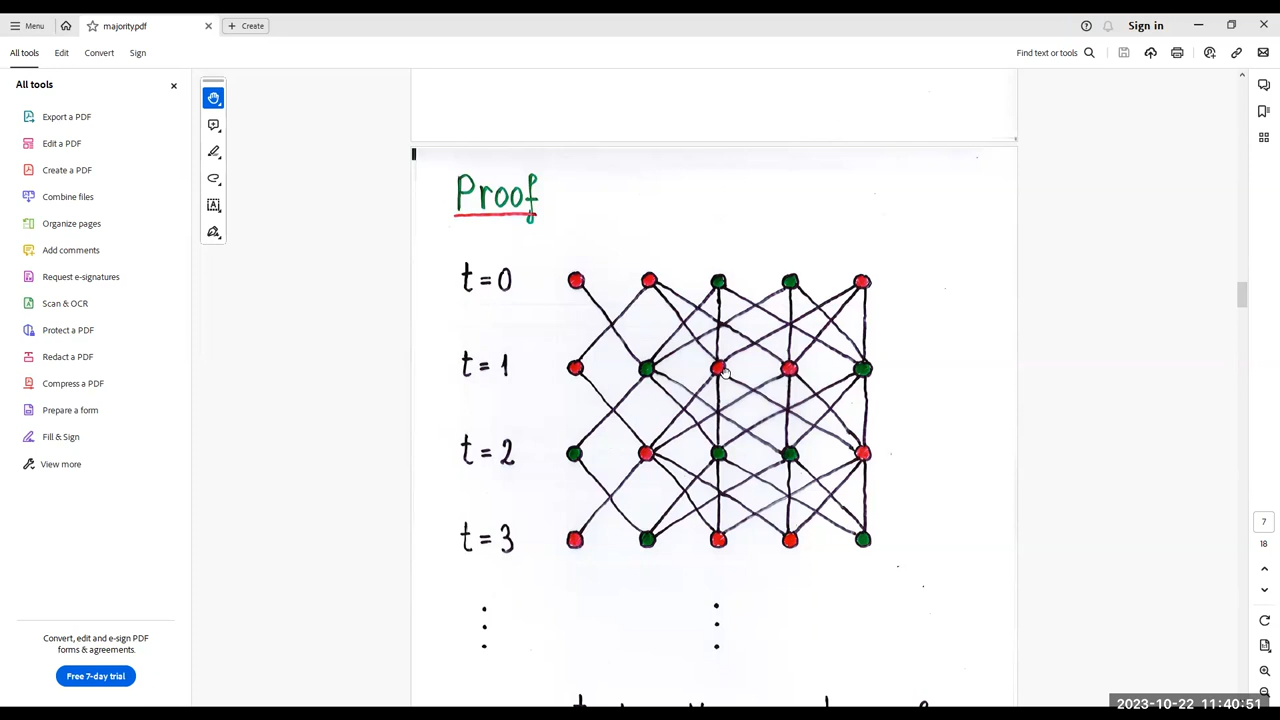 Menu
majority.pdf
Create
Sign in
All tools
Edit
Convert
Sign
Find text or tools
All tools
Export a PDF
Edit a PDF
Create a PDF
Combine files
Organize pages
Add comments
Request e-signatures
Scan & OCR
Protect a PDF
Redact a PDF
Compress a PDF
Prepare a form
Fill & Sign
View more
Convert, edit and e-sign PDF
forms & agreements.
Free 7-day trial
Proof
t = 0
t = 1
t = 2
t = 3
7
18
2023-10-22 11:40:51